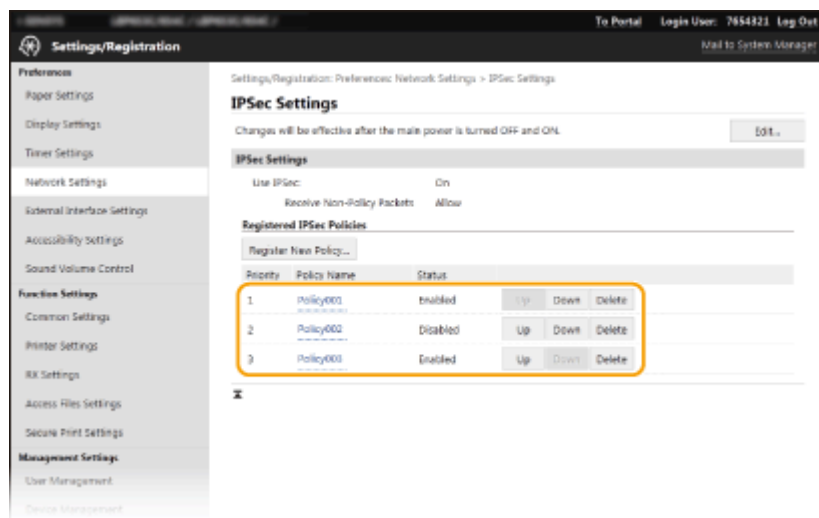 To Portal Login User: 7654321 Log Out
Settings/Registration
Mail to System Manager
Preferences
Paper Settings
Display Settings
Timer Settings
Network Settings
External Interface Settings
Accessibility Settings
Sound Volume Control
Function Settings
Common Settings
Printer Settings
RX Settings
Access Files Settings
Secure Print Settings
Management Settings
User Management
Device Management
Settings/Registration: Preferences: Network Settings > IPSec Settings
IPSec Settings
Changes will be effective after the main power is turned OFF and ON.
Edit...
IPSec Settings
Use IPSec: On
Receive Non-Policy Packets Allow
Registered IPSec Policies
Register New Policy...
Priority Policy Name Status
1 Policy001 Enabled Up Down Delete
2 Policy002 Disabled Up Down Delete
3 Policy003 Enabled Up Down Delete